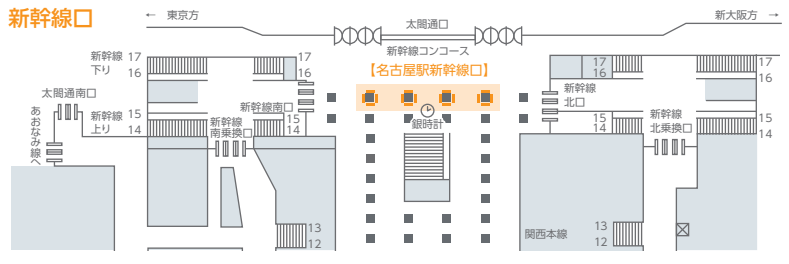 新幹線口
← 東京方
太閤通口
新大阪方 →
新幹線コンコース
【名古屋駅新幹線口】
新幹線
下り
17
16
17
16
太閤通南口
あおなみ線へ
新幹線
上り
15
14
新幹線南口
15
14
新幹線
南乗換口
銀時計
新幹線
北口
17
16
17
16
15
14
新幹線
北乗換口
15
14
13
12
関西本線
13
12